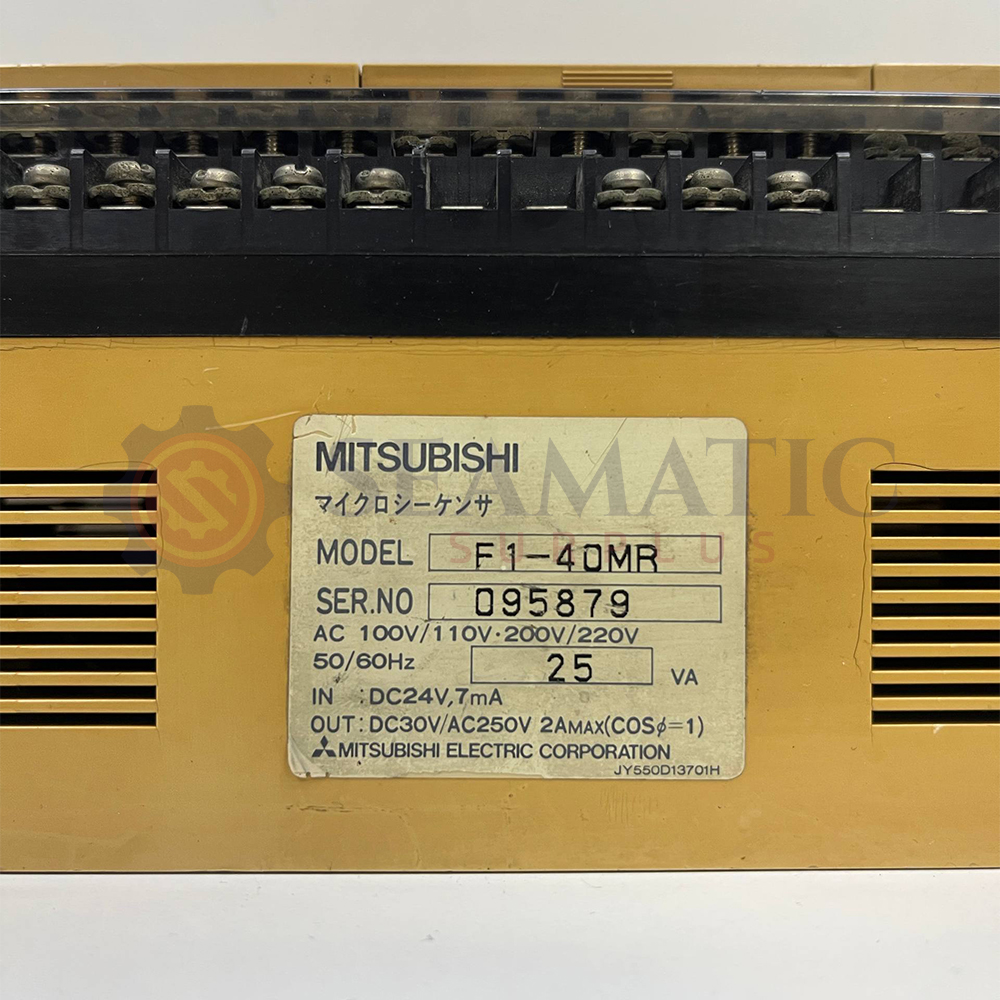 MITSUBISHI
マイクロシーケンサ
SEAMATIC
SURPLUS
MODEL F1-40MR
SER.NO 095879
AC 100V/110V·200V/220V
50/60Hz 25 VA
IN :DC24V,7mA
OUT:DC30V/AC250V 2AMAX(COSφ=1)
MITSUBISHI ELECTRIC CORPORATION
JY550D13701H